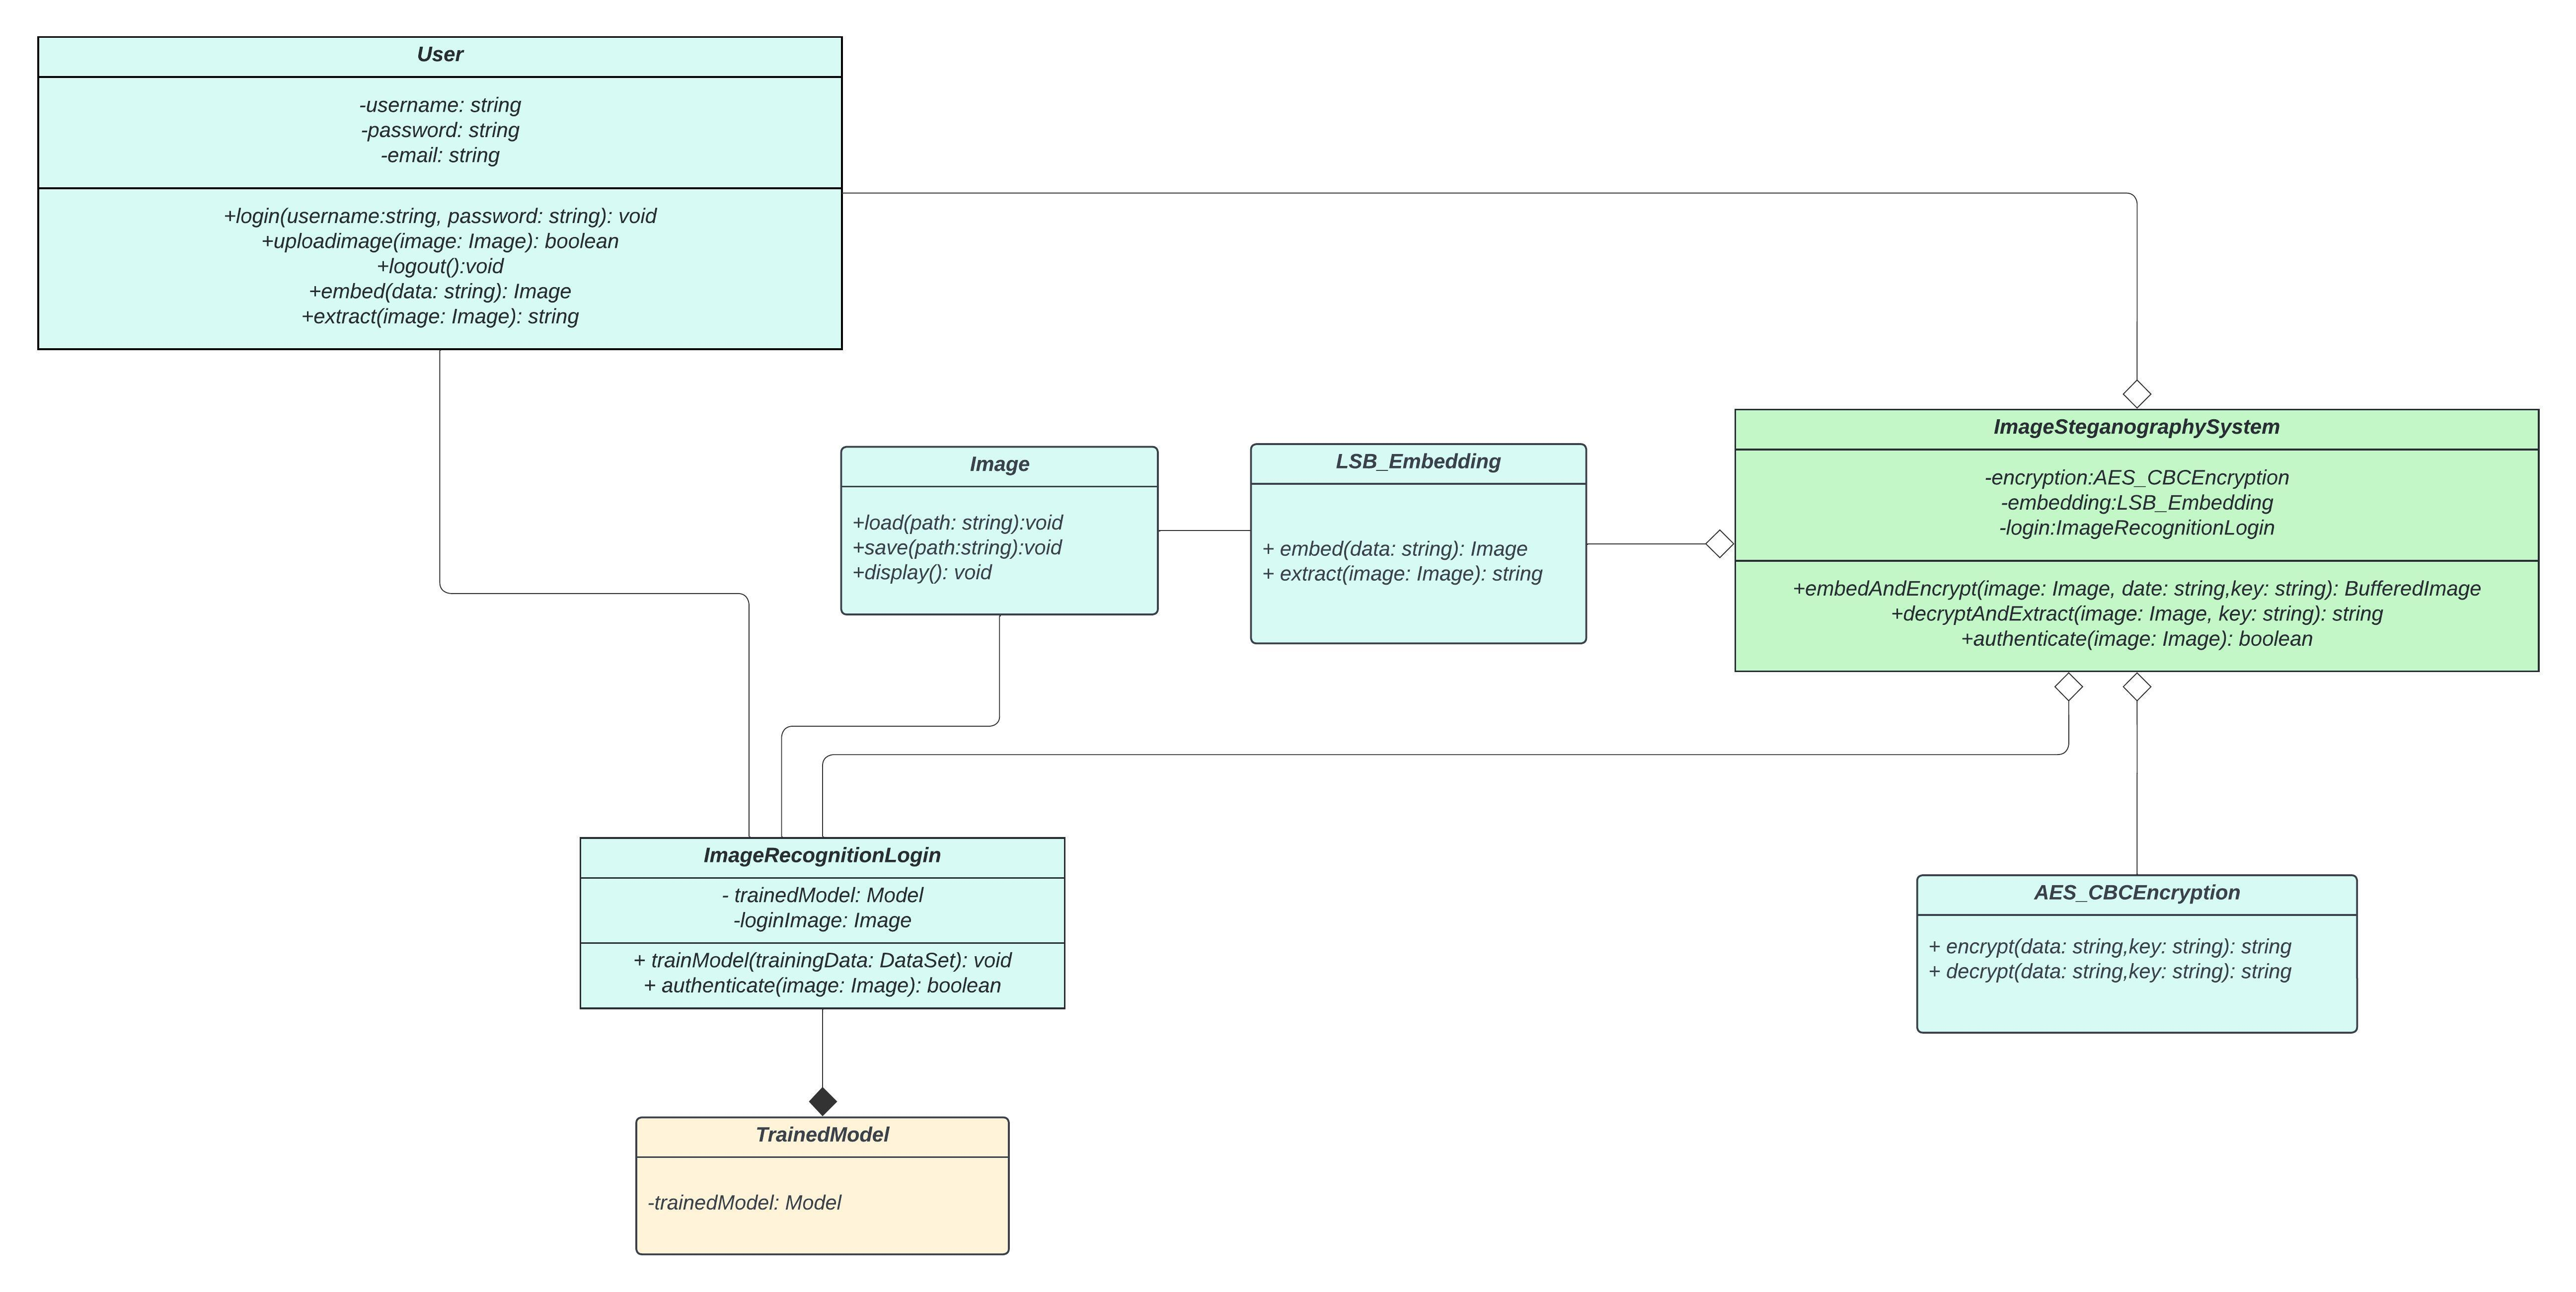 User
-username: string
-password: string
-email: string
+login(username:string, password: string): void
+uploadimage(image: Image): boolean
+logout():void
+embed(data: string): Image
+extract(image: Image): string
Image
+load(path: string):void
+save(path:string):void
+display(): void
LSB_Embedding
+ embed(data: string): Image
+ extract(image: Image): string
ImageSteganographySystem
-encryption:AES_CBCEncryption
-embedding:LSB_Embedding
-login:ImageRecognitionLogin
+embedAndEncrypt(image: Image, date: string,key: string): BufferedImage
+decryptAndExtract(image: Image, key: string): string
+authenticate(image: Image): boolean
ImageRecognitionLogin
- trainedModel: Model
-loginImage: Image
+ trainModel(trainingData: DataSet): void
+ authenticate(image: Image): boolean
AES_CBCEncryption
+ encrypt(data: string,key: string): string
+ decrypt(data: string,key: string): string
TrainedModel
-trainedModel: Model